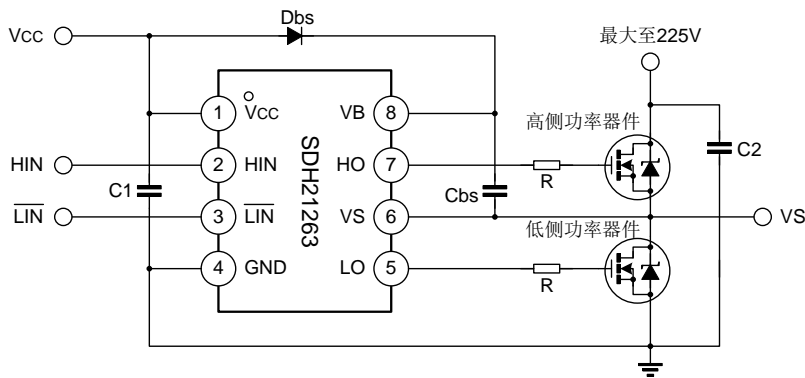 Dbs
Vcc
最大至225V
1 Vcc VB 8
高侧功率器件
HIN 2 HIN HO 7 R C2
C1 SDH21263 Cbs
L̅I̅N̅ 3 L̅I̅N̅ VS 6 VS
低侧功率器件
4 GND LO 5 R